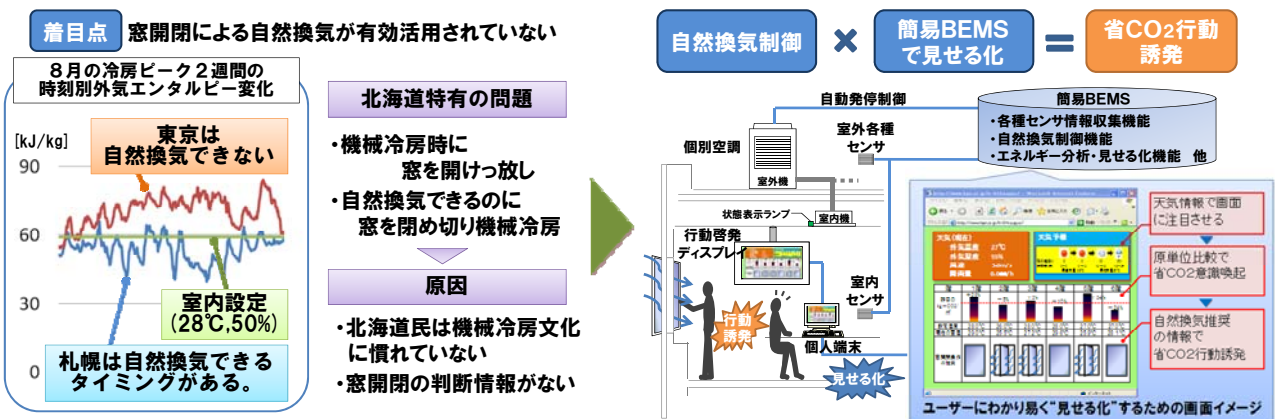 着目点 窓開閉による自然換気が有効活用されていない
８月の冷房ピーク２週間の
時刻別外気エンタルピー変化
[kJ/kg]
90
60
30
0
東京は
自然換気できない
室内設定
(28℃,50%)
札幌は自然換気できる
タイミングがある。
北海道特有の問題
・機械冷房時に
窓を開けっ放し
・自然換気できるのに
窓を閉め切り機械冷房
原因
・北海道民は機械冷房文化
に慣れていない
・窓開閉の判断情報がない
自然換気制御 × 簡易BEMS
で見せる化 = 省CO2行動
誘発
自動発停制御
簡易BEMS
・各種センサ情報収集機能
・自然換気制御機能
・エネルギー分析・見せる化機能 他
個別空調
室外機
室外各種
センサ
状態表示ランプ
室内機
行動啓発
ディスプレイ
室内
センサ
行動
誘発
個人端末
見せる化
天気(現在)
天気予報
天気情報で画面
に注目させる
原単位比較で
省CO2意識喚起
自然換気推奨
の情報で
省CO2行動誘発
ユーザーにわかり易く“見せる化”するための画面イメージ